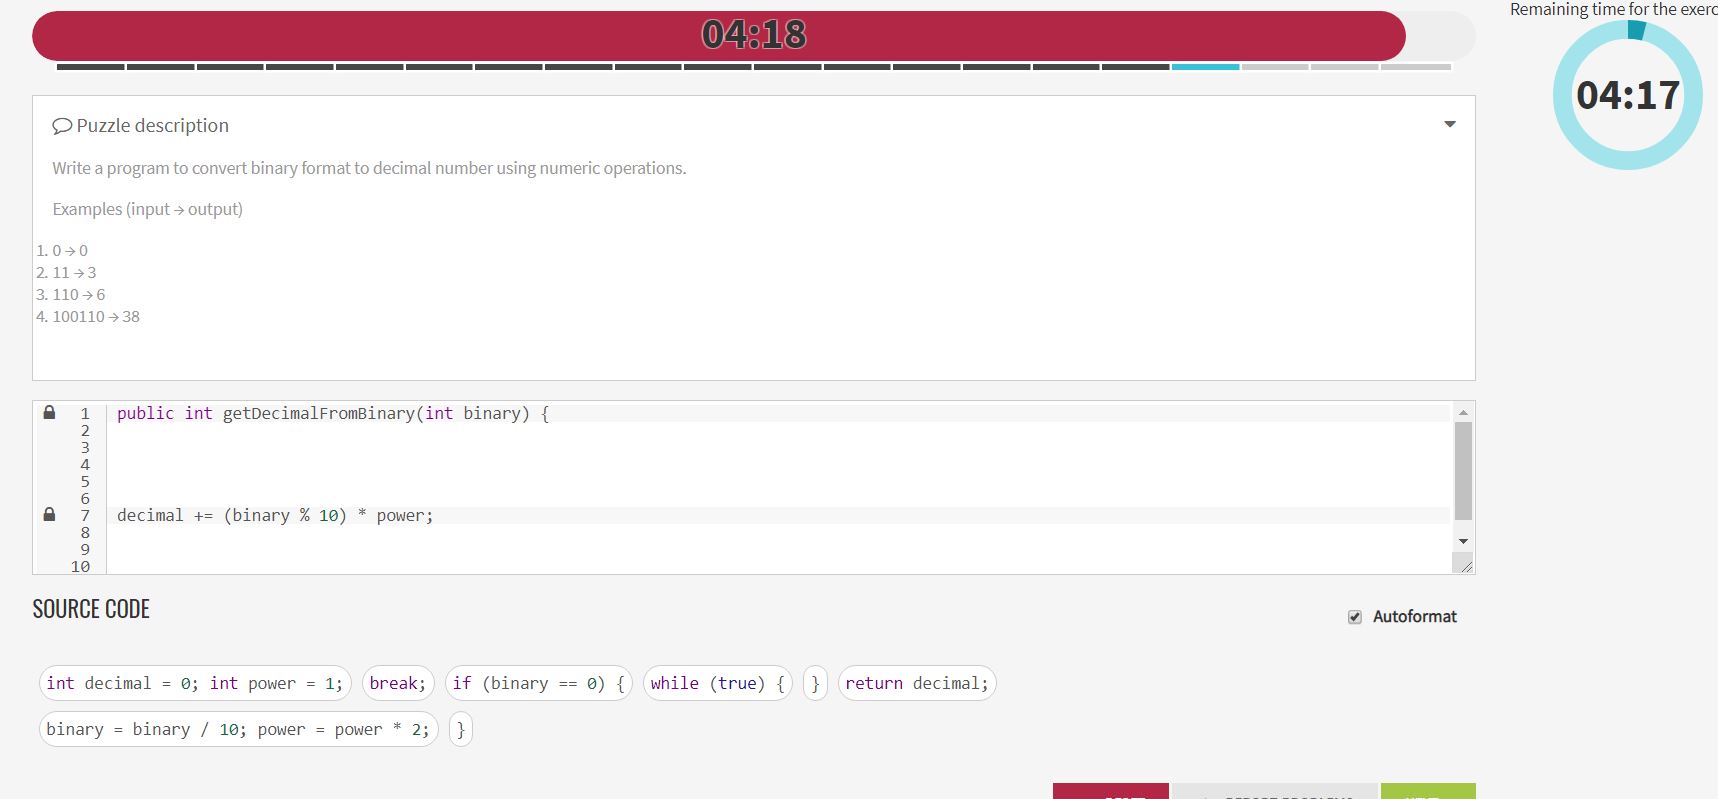 04:18
Remaining time for the exerc
04:17
Puzzle description
Write a program to convert binary format to decimal number using numeric operations.
Examples (input → output)
1. 0 → 0
2. 11 → 3
3. 110 → 6
4. 100110 → 38
1 public int getDecimalFromBinary(int binary) {
2
3
4
5
6
7 decimal += (binary % 10) * power;
8
9
10
SOURCE CODE
Autoformat
int decimal = 0; int power = 1; break; if (binary == 0) { while (true) { } return decimal;
binary = binary / 10; power = power * 2; }